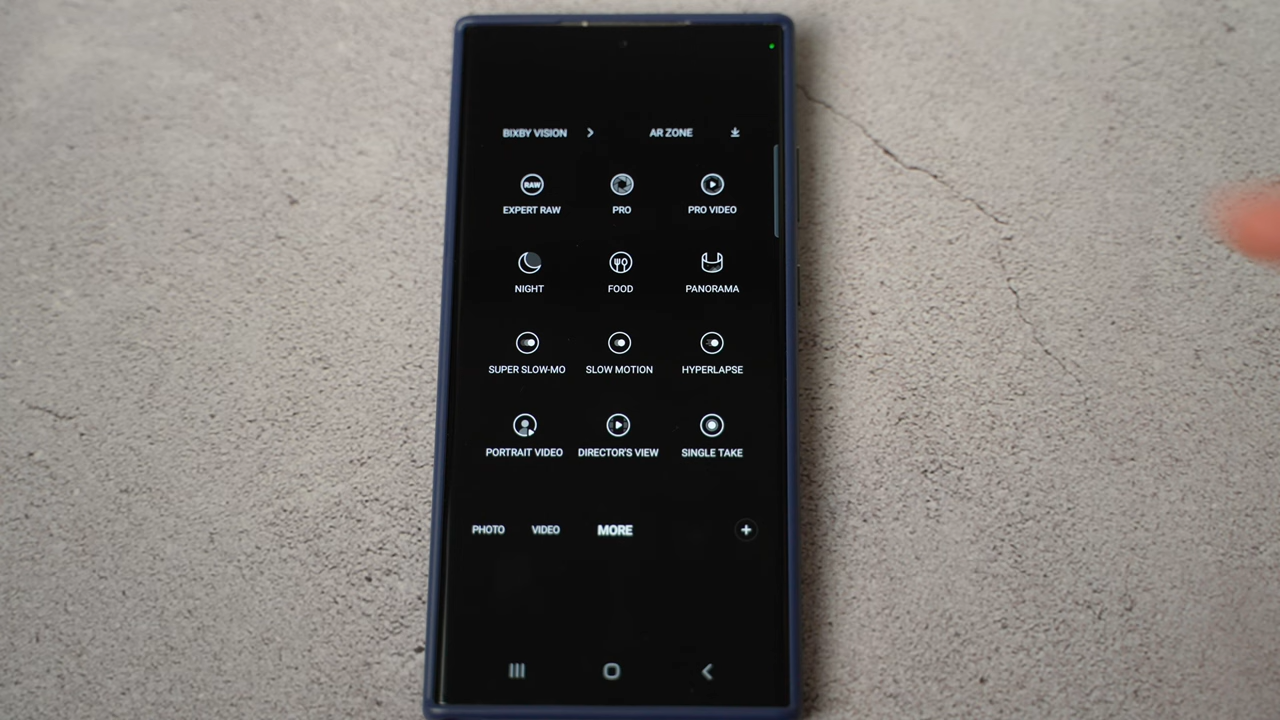 BIXBY VISION
AR ZONE
RAW
EXPERT RAW
PRO
PRO VIDEO
NIGHT
FOOD
PANORAMA
SUPER SLOW-MO
SLOW MOTION
HYPERLAPSE
PORTRAIT VIDEO
DIRECTOR'S VIEW
SINGLE TAKE
PHOTO
VIDEO
MORE